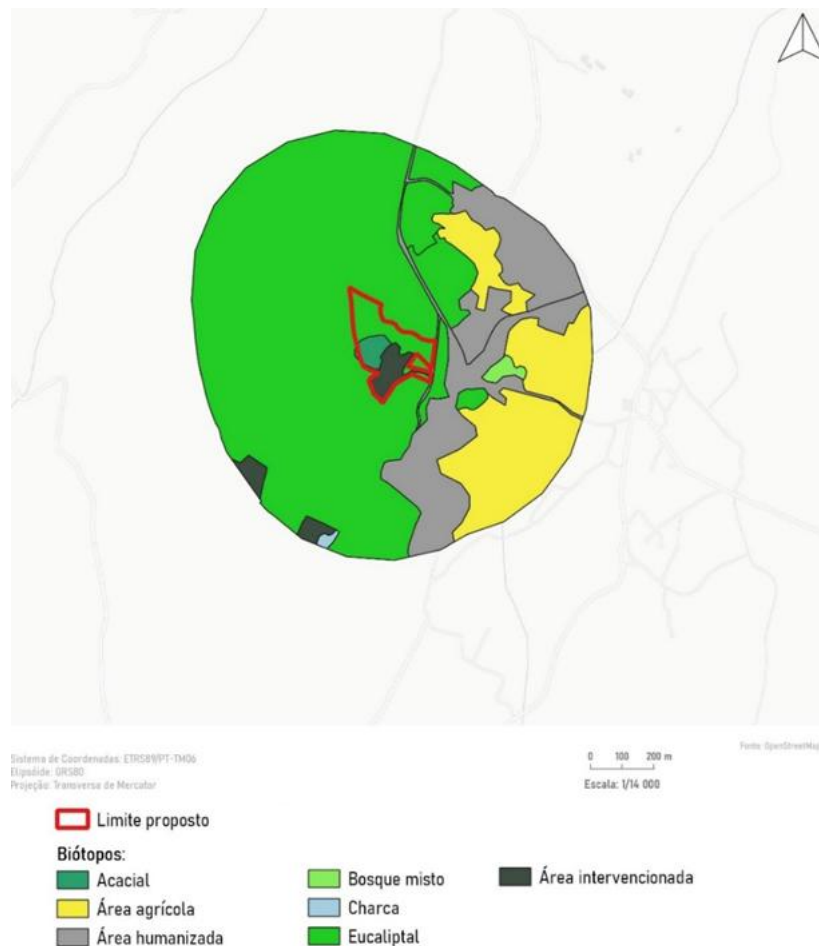 Sistema de Coordenadas: ETRS89/PT-TM06
Elipsóide: GRS80
Projeção: Transversa de Mercator
0 100 200 m
Escala: 1/14 000
Fonte: OpenStreetMap
Limite proposto
Biótopos:
Acacial
Área agrícola
Área humanizada
Bosque misto
Charca
Eucaliptal
Área intervencionada